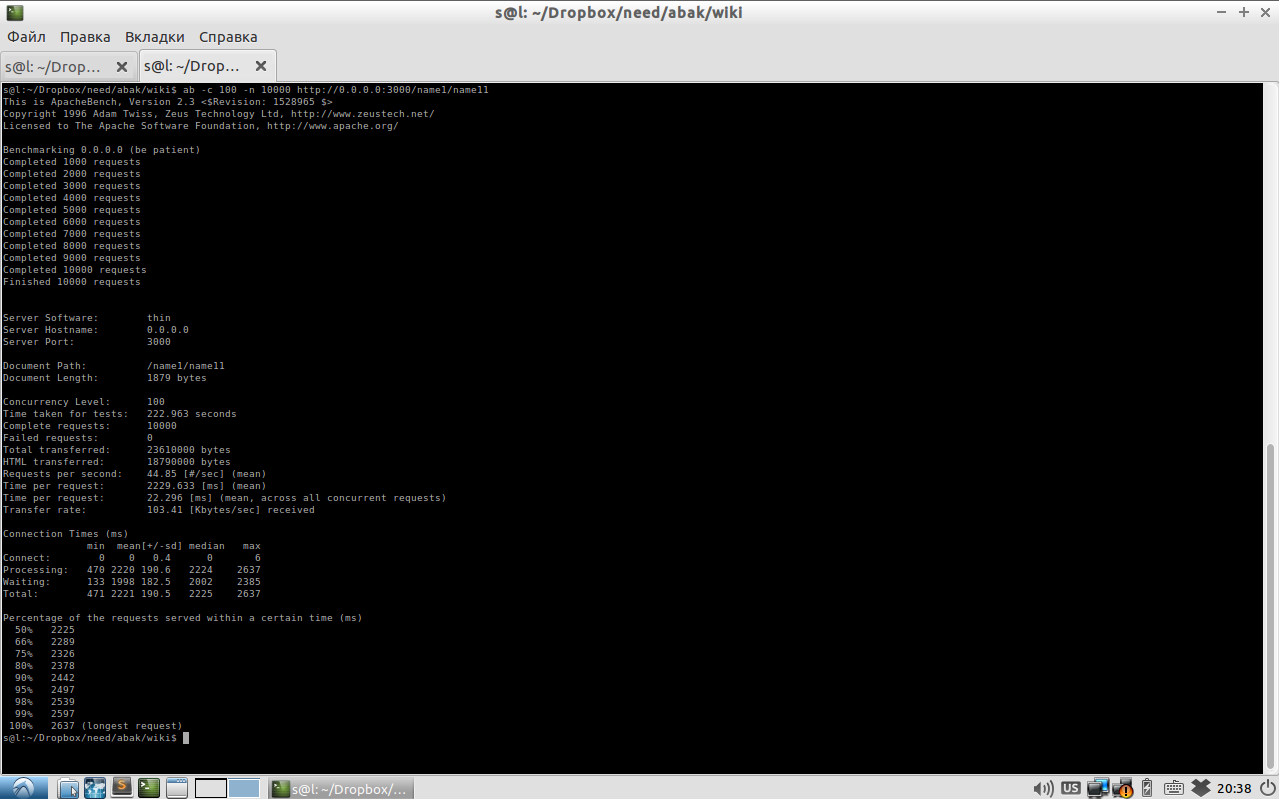 s@l: ~/Dropbox/need/abak/wiki
Файл Правка Вкладки Справка
s@l: ~/Drop... s@l: ~/Drop...
s@l:~/Dropbox/need/abak/wiki$ ab -c 100 -n 10000 http://0.0.0.0:3000/name1/name11
This is ApacheBench, Version 2.3 <$Revision: 1528965 $>
Copyright 1996 Adam Twiss, Zeus Technology Ltd, http://www.zeustech.net/
Licensed to The Apache Software Foundation, http://www.apache.org/

Benchmarking 0.0.0.0 (be patient)
Completed 1000 requests
Completed 2000 requests
Completed 3000 requests
Completed 4000 requests
Completed 5000 requests
Completed 6000 requests
Completed 7000 requests
Completed 8000 requests
Completed 9000 requests
Completed 10000 requests
Finished 10000 requests

Server Software:        thin
Server Hostname:        0.0.0.0
Server Port:            3000

Document Path:          /name1/name11
Document Length:        1879 bytes

Concurrency Level:      100
Time taken for tests:   222.963 seconds
Complete requests:      10000
Failed requests:        0
Total transferred:      23610000 bytes
HTML transferred:       18790000 bytes
Requests per second:    44.85 [#/sec] (mean)
Time per request:       2229.633 [ms] (mean)
Time per request:       22.296 [ms] (mean, across all concurrent requests)
Transfer rate:          103.41 [Kbytes/sec] received

Connection Times (ms)
              min  mean[+/-sd] median   max
Connect:        0    0   0.4      0       6
Processing:   470 2220 190.6   2224    2637
Waiting:      133 1998 182.5   2002    2385
Total:        471 2221 190.5   2225    2637

Percentage of the requests served within a certain time (ms)
  50%   2225
  66%   2289
  75%   2326
  80%   2378
  90%   2442
  95%   2497
  98%   2539
  99%   2597
 100%   2637 (longest request)
s@l:~/Dropbox/need/abak/wiki$
s@l: ~/Dropbox/... US 20:38